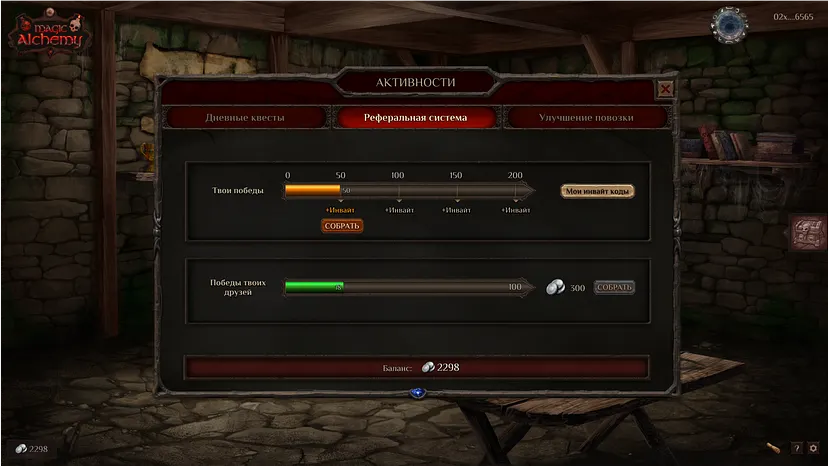 MAGIC
Alchemy
02x...6565
АКТИВНОСТИ
Дневные квесты
Реферальная система
Улучшение повозки
0 50 100 150 200
Твои победы
50
Мои инвайт коды
+Инвайт +Инвайт +Инвайт +Инвайт
СОБРАТЬ
Победы твоих
друзей
100
300
СОБРАТЬ
Баланс: 2298
2298
?